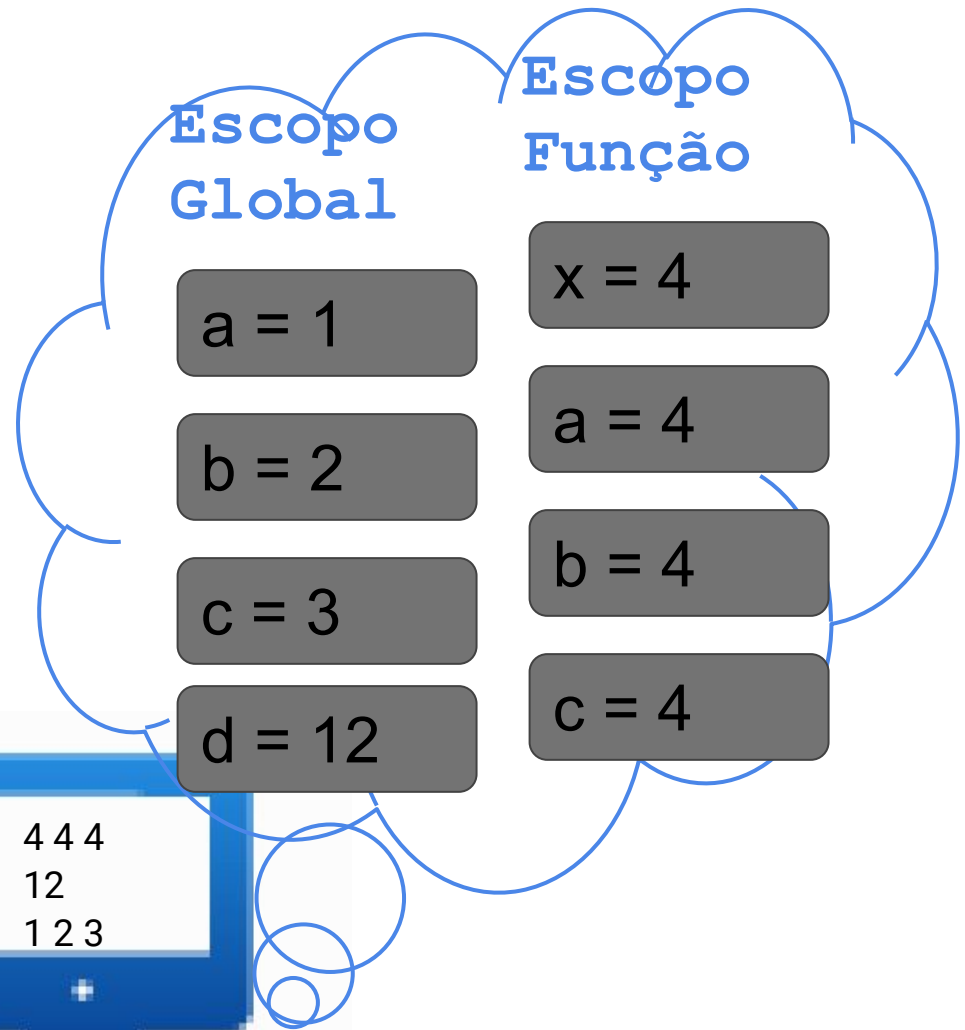 Escopo
Global
a = 1
b = 2
c = 3
d = 12
Escopo
Função
x = 4
a = 4
b = 4
c = 4
4 4 4
12
1 2 3